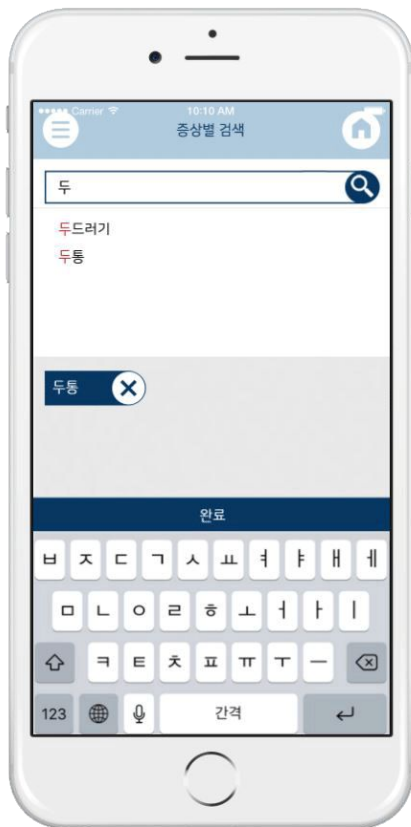 Carrier 10:10 AM
증상별 검색
두
두드러기
두통
두통
완료
ㅂ ㅈ ㄷ ㄱ ㅅ ㅛ ㅕ ㅑ ㅐ ㅔ
ㅁ ㄴ ㅇ ㄹ ㅎ ㅗ ㅓ ㅏ ㅣ
ㅋ ㅌ ㅊ ㅍ ㅠ ㅜ ㅡ
123 간격